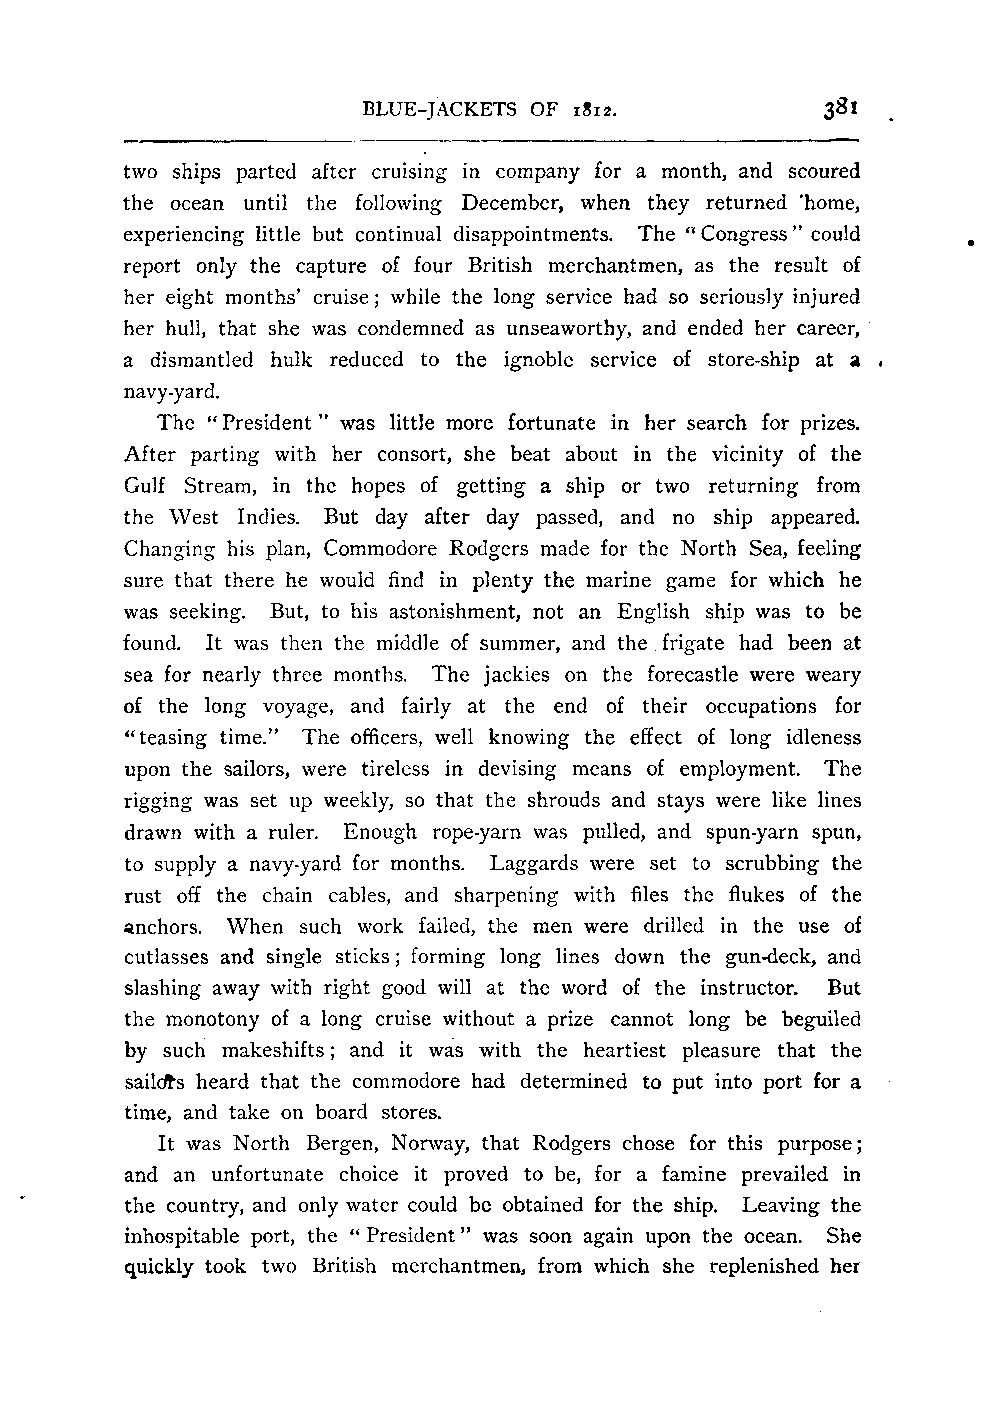 BLUE-JACKETS OF 1812. 381
two ships parted after cruising in company for a month, and scoured
the ocean until the following December, when they returned home,
experiencing little but continual disappointments. The “Congress” could
report only the capture of four British merchantmen, as the result of
her eight months’ cruise; while the long service had so seriously injured
her hull, that she was condemned as unseaworthy, and ended her career,
a dismantled hulk reduced to the ignoble service of store-ship at a
navy-yard.
The “President” was little more fortunate in her search for prizes.
After parting with her consort, she beat about in the vicinity of the
Gulf Stream, in the hopes of getting a ship or two returning from
the West Indies. But day after day passed, and no ship appeared.
Changing his plan, Commodore Rodgers made for the North Sea, feeling
sure that there he would find in plenty the marine game for which he
was seeking. But, to his astonishment, not an English ship was to be
found. It was then the middle of summer, and the frigate had been at
sea for nearly three months. The jackies on the forecastle were weary
of the long voyage, and fairly at the end of their occupations for
“teasing time.” The officers, well knowing the effect of long idleness
upon the sailors, were tireless in devising means of employment. The
rigging was set up weekly, so that the shrouds and stays were like lines
drawn with a ruler. Enough rope-yarn was pulled, and spun-yarn spun,
to supply a navy-yard for months. Laggards were set to scrubbing the
rust off the chain cables, and sharpening with files the flukes of the
anchors. When such work failed, the men were drilled in the use of
cutlasses and single sticks; forming long lines down the gun-deck, and
slashing away with right good will at the word of the instructor. But
the monotony of a long cruise without a prize cannot long be beguiled
by such makeshifts; and it was with the heartiest pleasure that the
sailors heard that the commodore had determined to put into port for a
time, and take on board stores.
It was North Bergen, Norway, that Rodgers chose for this purpose;
and an unfortunate choice it proved to be, for a famine prevailed in
the country, and only water could be obtained for the ship. Leaving the
inhospitable port, the “President” was soon again upon the ocean. She
quickly took two British merchantmen, from which she replenished her